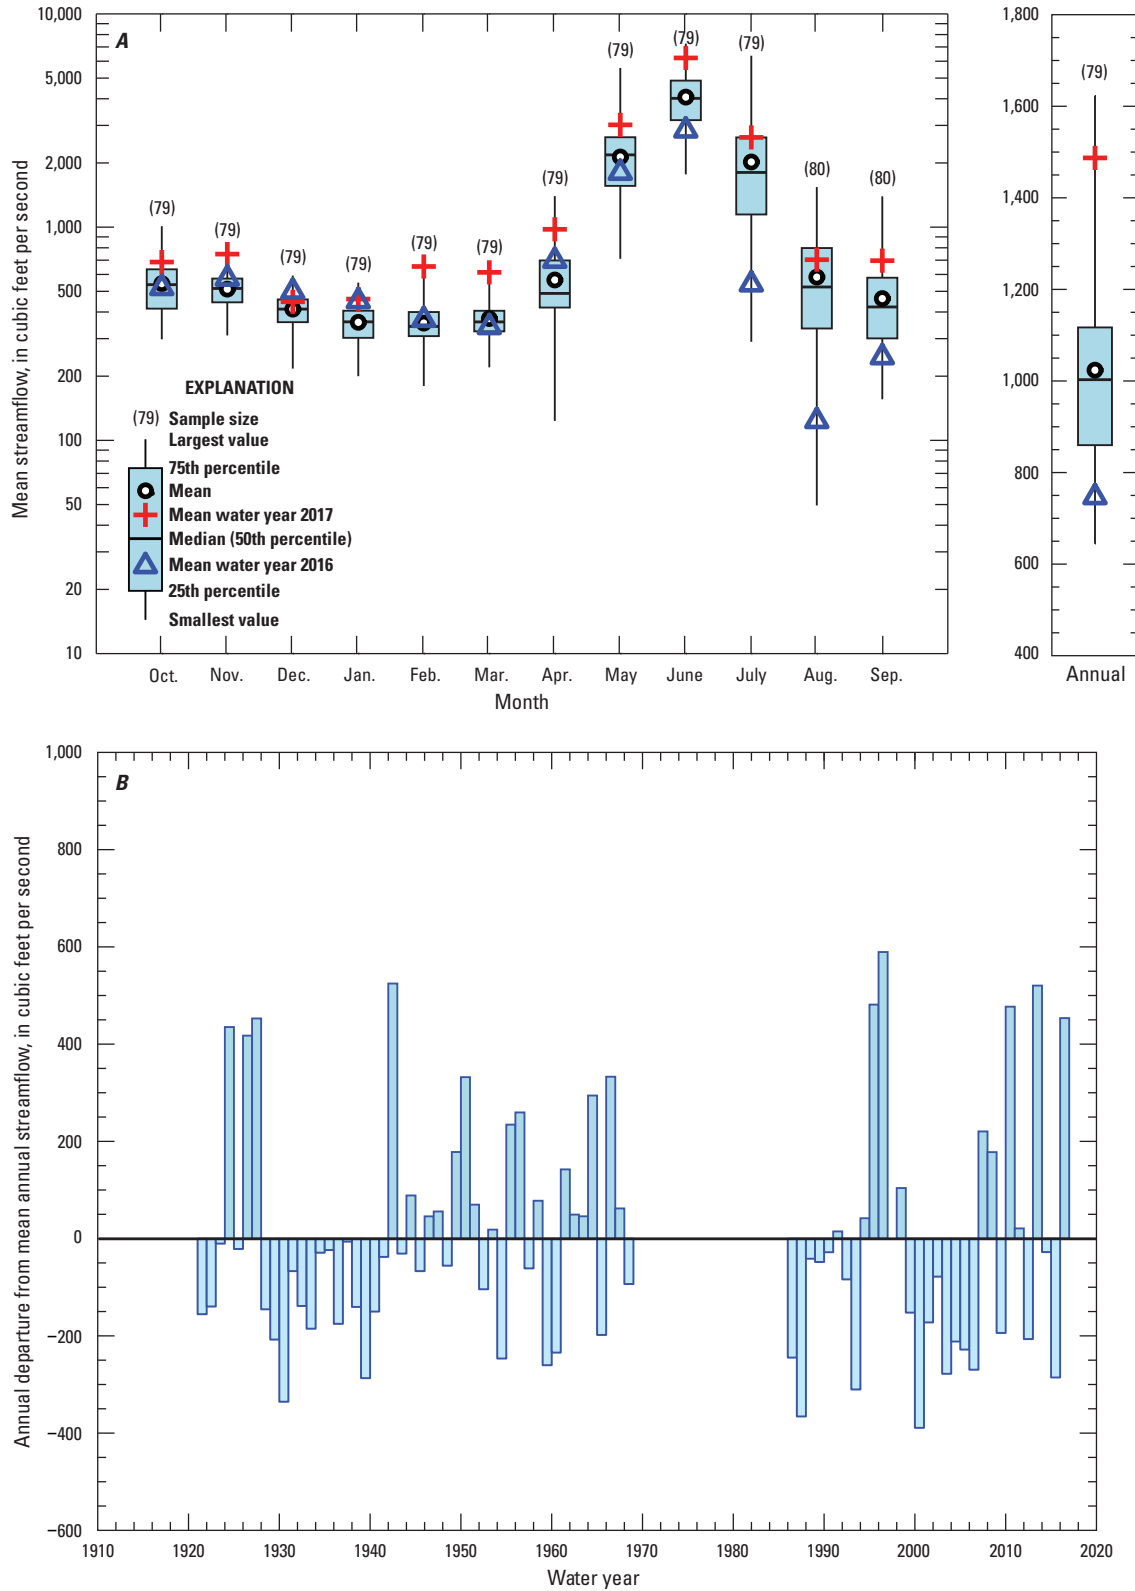 A
Mean streamflow, in cubic feet per second
10,000
5,000
2,000
1,000
500
200
100
50
20
10
(79) (79) (79) (79) (79) (79) (79) (79) (79) (79) (80) (80)
EXPLANATION
(79) Sample size
Largest value
75th percentile
Mean
Mean water year 2017
Median (50th percentile)
Mean water year 2016
25th percentile
Smallest value
Oct. Nov. Dec. Jan. Feb. Mar. Apr. May June July Aug. Sep.
Month
1,800
1,600
1,400
1,200
1,000
800
600
400
(79)
Annual
B
Annual departure from mean annual streamflow, in cubic feet per second
1,000
800
600
400
200
0
−200
−400
−600
1910 1920 1930 1940 1950 1960 1970 1980 1990 2000 2010 2020
Water year